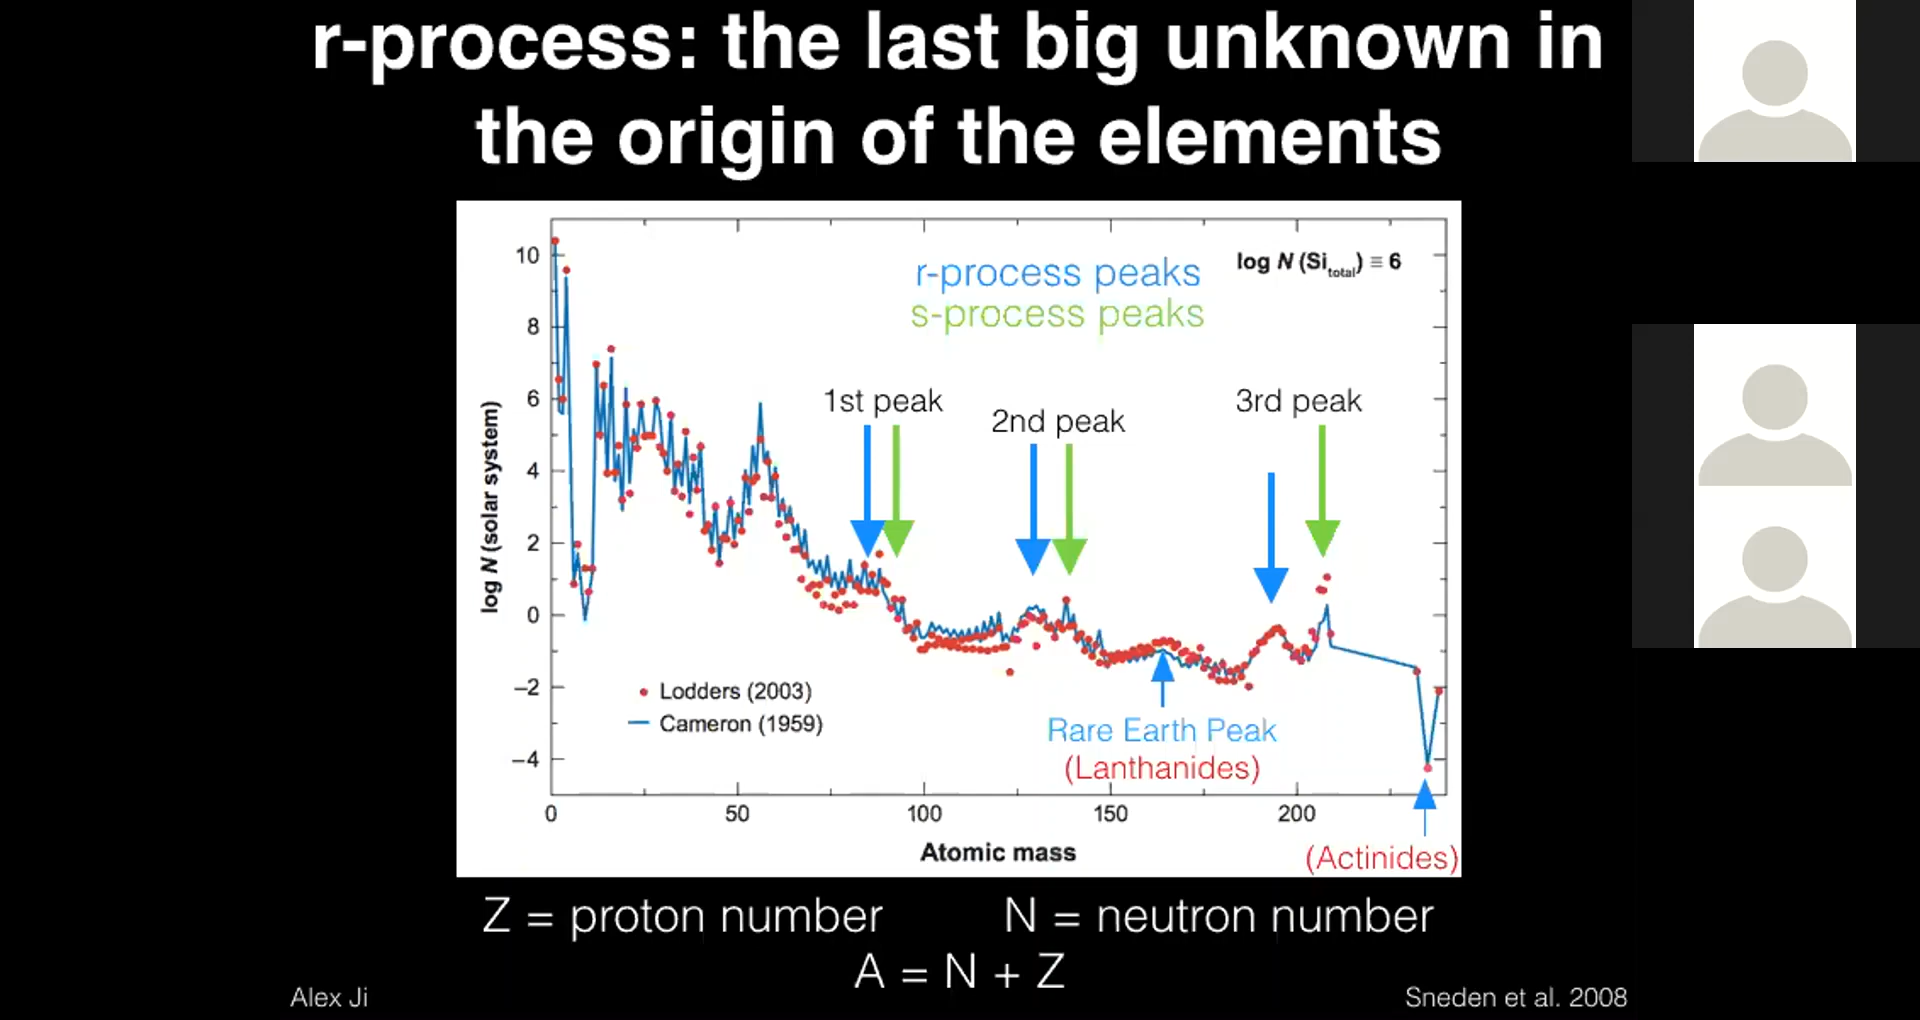 r-process: the last big unknown in
the origin of the elements
r-process peaks
s-process peaks
log N (Si_total) ≡ 6
1st peak
2nd peak
3rd peak
10
8
6
4
2
0
−2
−4
log N (solar system)
Lodders (2003)
Cameron (1959)
Rare Earth Peak
(Lanthanides)
0 50 100 150 200
Atomic mass
(Actinides)
Z = proton number N = neutron number
A = N + Z
Alex Ji
Sneden et al. 2008